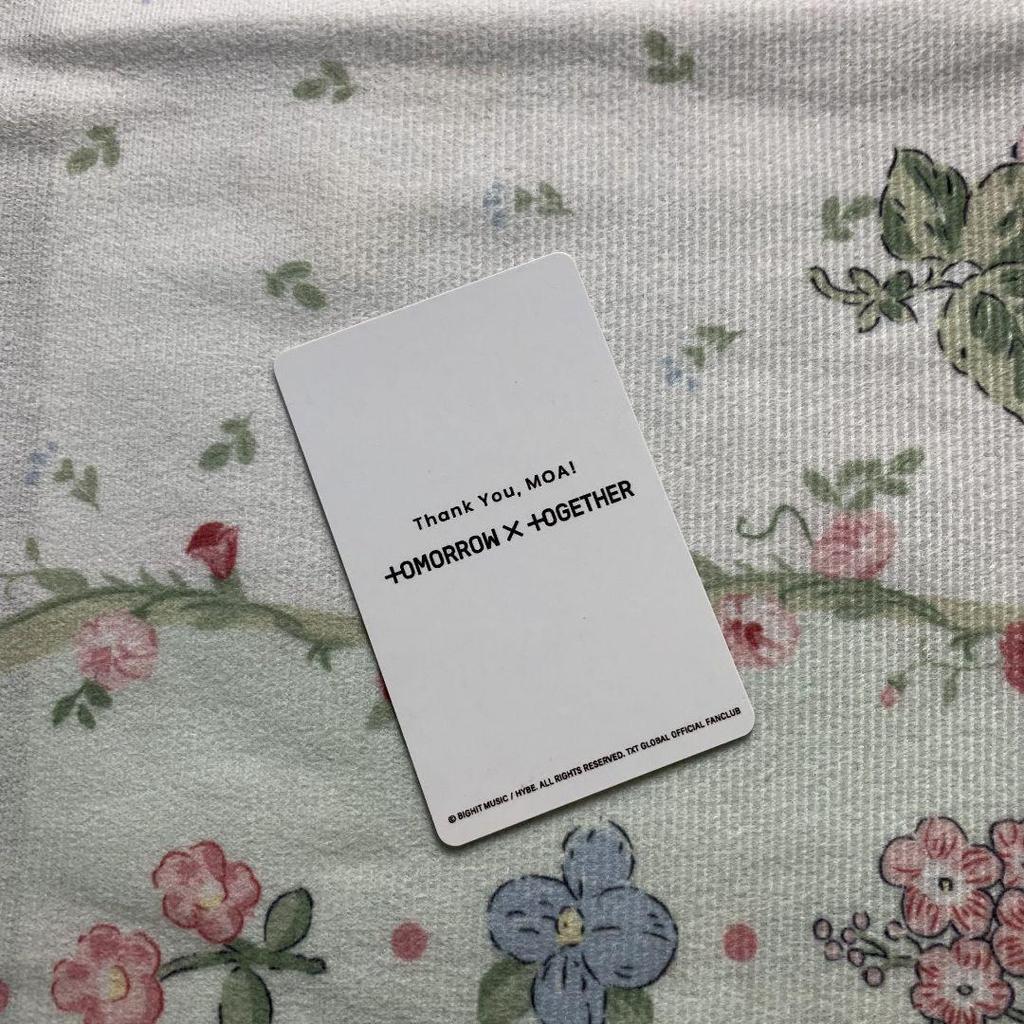 Thank You, MOA!
TOMORROW X TOGETHER
© BIGHIT MUSIC / HYBE. ALL RIGHTS RESERVED. TXT GLOBAL OFFICIAL FANCLUB